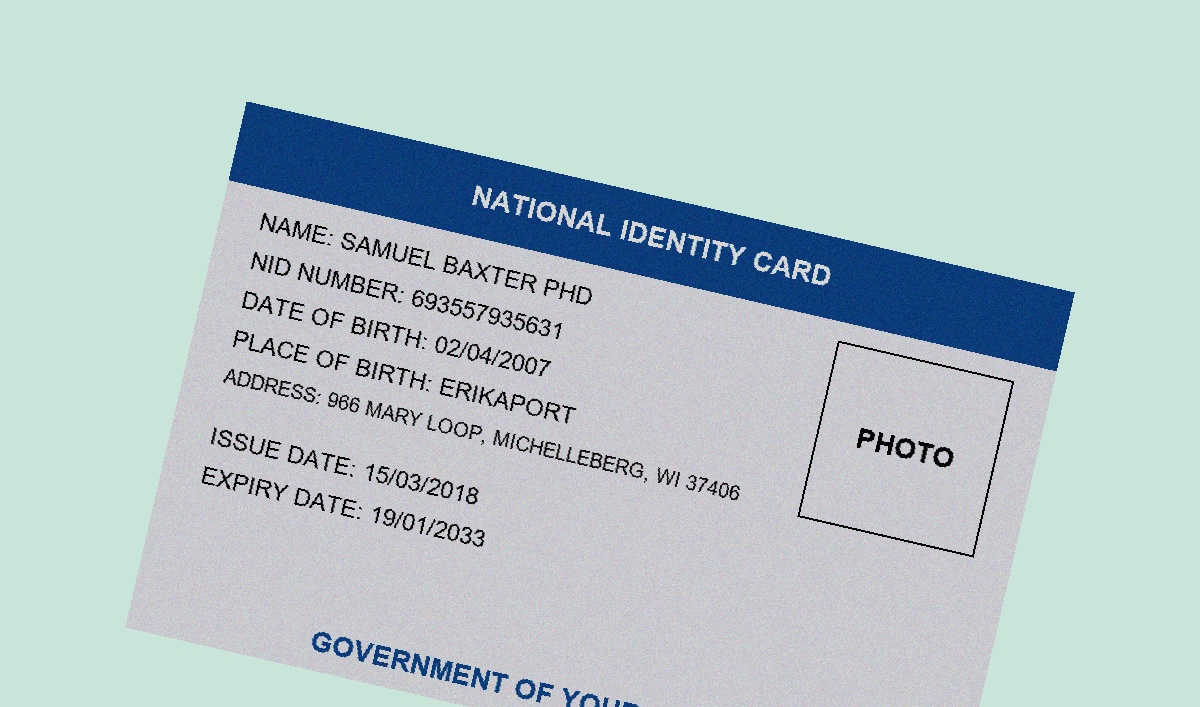 NATIONAL IDENTITY CARD
NAME: SAMUEL BAXTER PHD
NID NUMBER: 693557935631
DATE OF BIRTH: 02/04/2007
PLACE OF BIRTH: ERIKAPORT
ADDRESS: 966 MARY LOOP, MICHELLEBERG, WI 37406
ISSUE DATE: 15/03/2018
EXPIRY DATE: 19/01/2033
PHOTO
GOVERNMENT OF